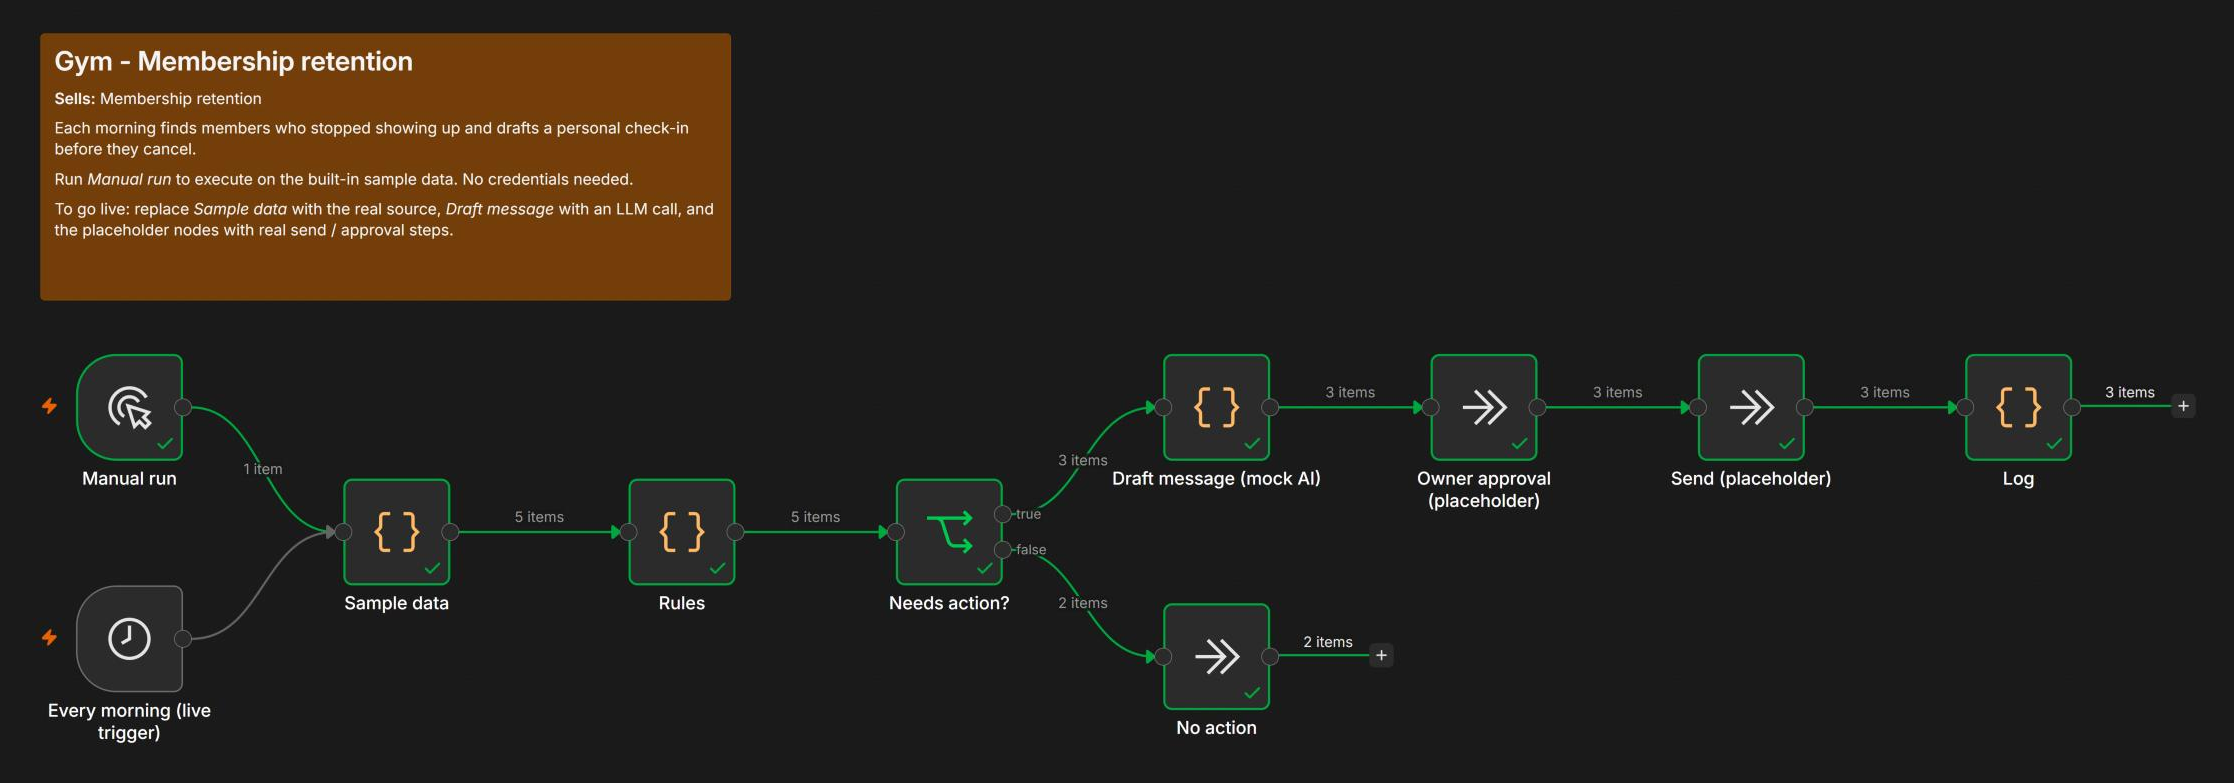 Gym - Membership retention
Sells: Membership retention
Each morning finds members who stopped showing up and drafts a personal check-in
before they cancel.
Run Manual run to execute on the built-in sample data. No credentials needed.
To go live: replace Sample data with the real source, Draft message with an LLM call, and
the placeholder nodes with real send / approval steps.
Manual run
1 item
Every morning (live
trigger)
Sample data
5 items
Rules
5 items
Needs action?
true
false
3 items
2 items
Draft message (mock AI)
3 items
Owner approval
(placeholder)
3 items
Send (placeholder)
3 items
Log
3 items
No action
2 items